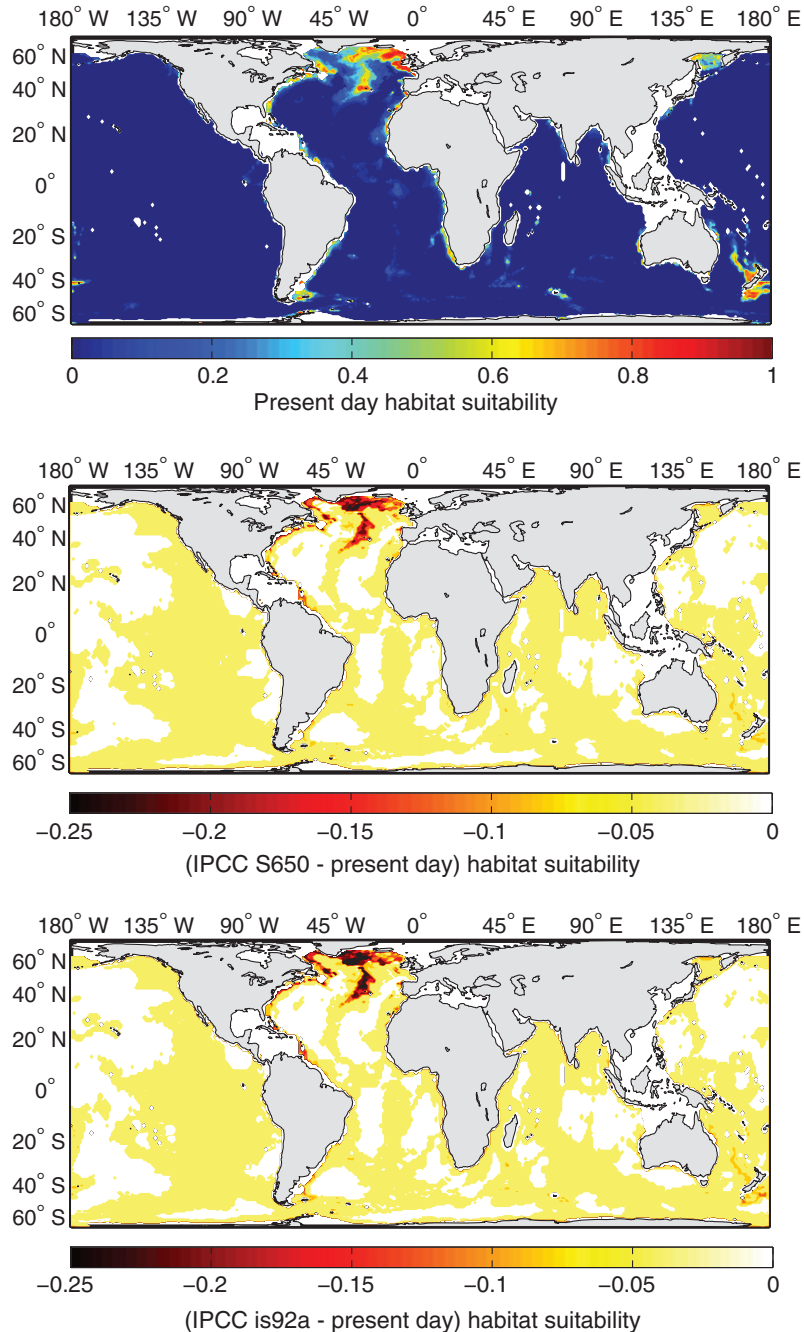 180° W 135° W 90° W 45° W 0° 45° E 90° E 135° E 180° E
60° N
40° N
20° N
0°
20° S
40° S
60° S
0 0.2 0.4 0.6 0.8 1
Present day habitat suitability
180° W 135° W 90° W 45° W 0° 45° E 90° E 135° E 180° E
60° N
40° N
20° N
0°
20° S
40° S
60° S
−0.25 −0.2 −0.15 −0.1 −0.05 0
(IPCC S650 - present day) habitat suitability
180° W 135° W 90° W 45° W 0° 45° E 90° E 135° E 180° E
60° N
40° N
20° N
0°
20° S
40° S
60° S
−0.25 −0.2 −0.15 −0.1 −0.05 0
(IPCC is92a - present day) habitat suitability